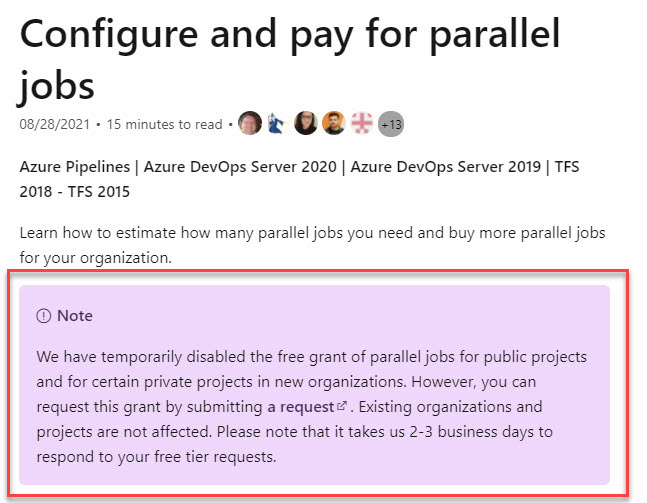 Configure and pay for parallel
jobs
08/28/2021 • 15 minutes to read • +13
Azure Pipelines | Azure DevOps Server 2020 | Azure DevOps Server 2019 | TFS
2018 - TFS 2015
Learn how to estimate how many parallel jobs you need and buy more parallel jobs
for your organization.
Note
We have temporarily disabled the free grant of parallel jobs for public projects
and for certain private projects in new organizations. However, you can
request this grant by submitting a request. Existing organizations and
projects are not affected. Please note that it takes us 2-3 business days to
respond to your free tier requests.